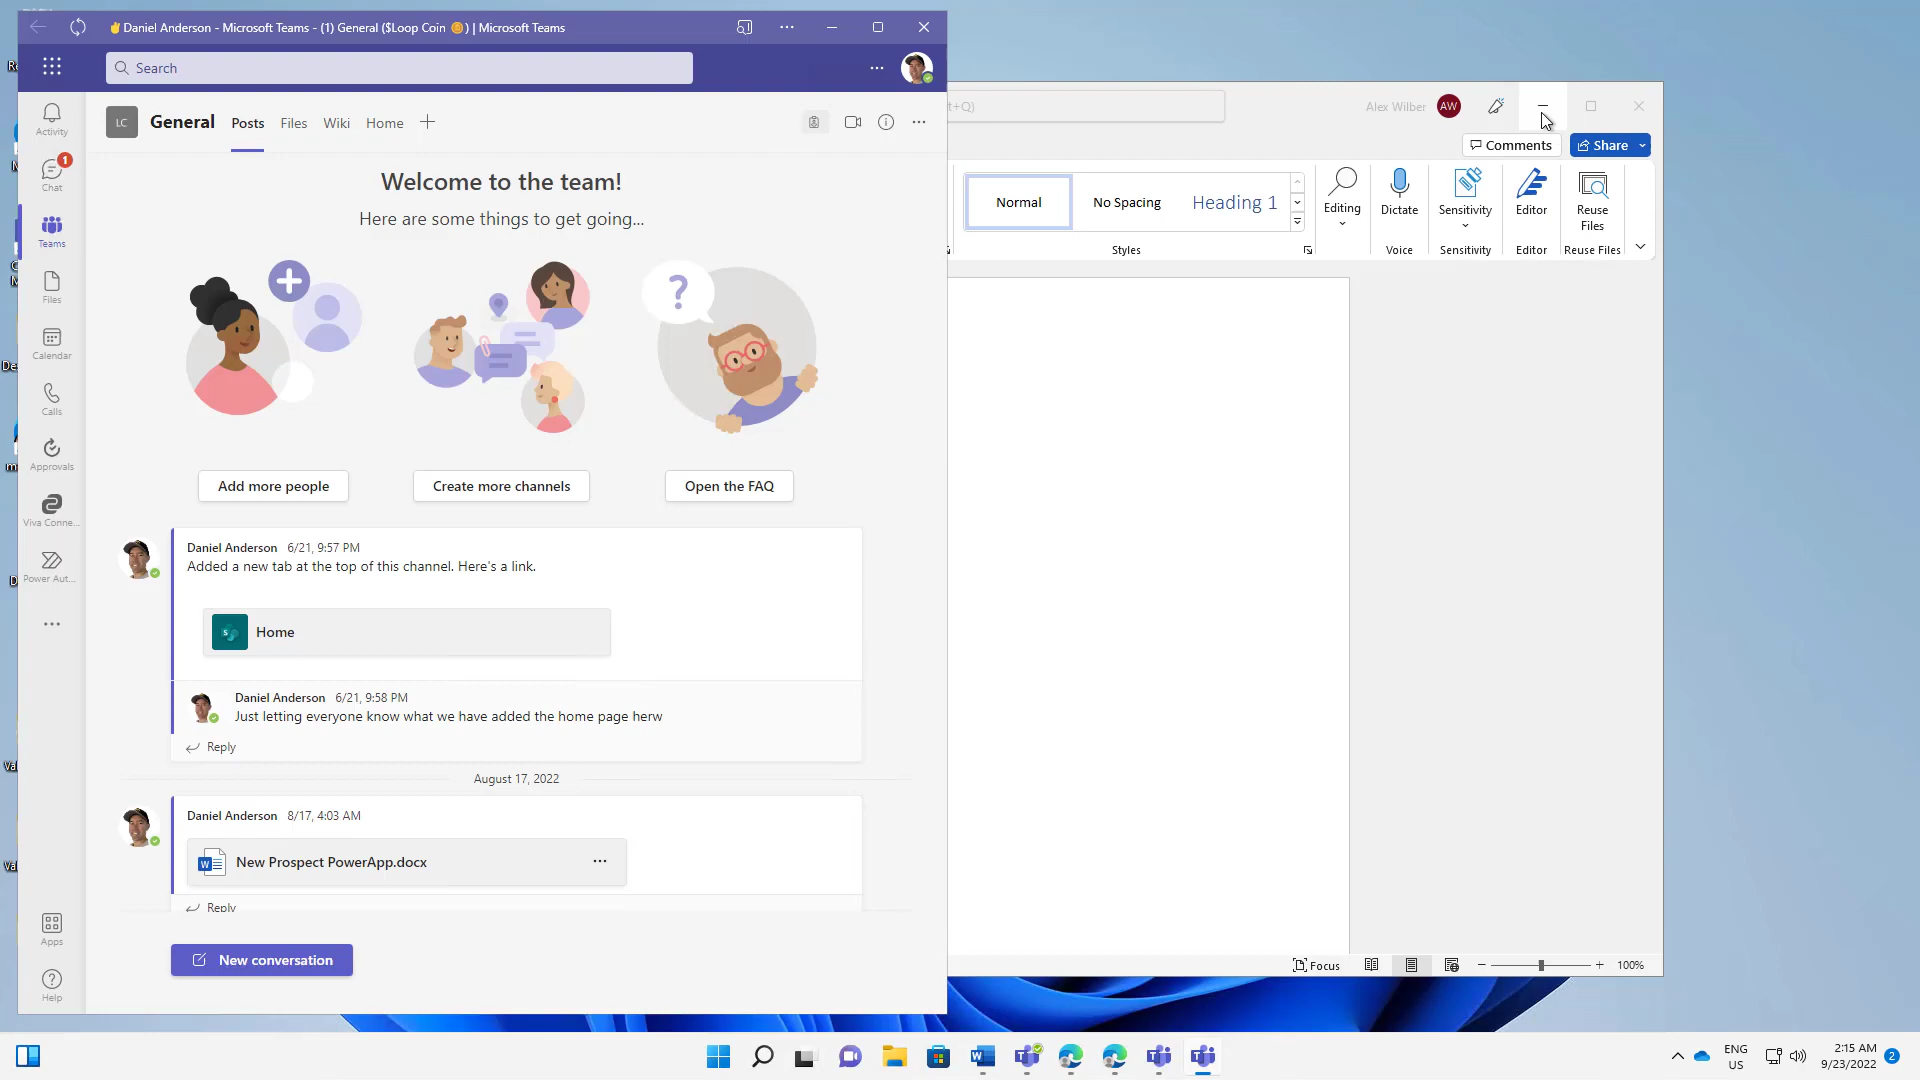 Daniel Anderson - Microsoft Teams - (1) General ($Loop Coin 🪙) | Microsoft Teams
Search
Activity
1
Chat
Teams
Files
Calendar
Calls
Approvals
Viva Conne...
Power Aut...
Apps
Help
LC
General
Posts
Files
Wiki
Home
Welcome to the team!
Here are some things to get going...
?
Add more people
Create more channels
Open the FAQ
Daniel Anderson 6/21, 9:57 PM
Added a new tab at the top of this channel. Here's a link.
Home
Daniel Anderson 6/21, 9:58 PM
Just letting everyone know what we have added the home page herw
Reply
August 17, 2022
Daniel Anderson 8/17, 4:03 AM
New Prospect PowerApp.docx
Reply
New conversation
t+Q)
Alex Wilber
AW
Comments
Share
Normal
No Spacing
Heading 1
Styles
Editing
Dictate
Voice
Sensitivity
Sensitivity
Editor
Editor
Reuse
Files
Reuse Files
Focus
100%
ENG
US
2:15 AM
9/23/2022
2